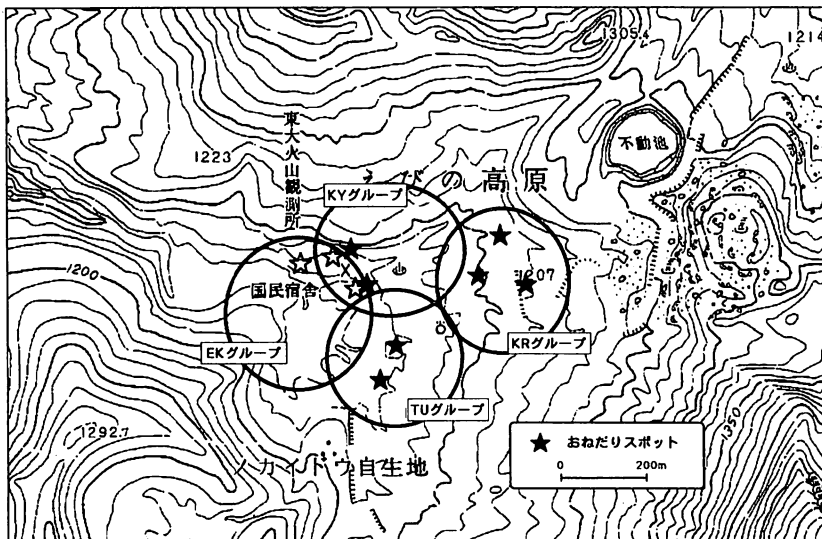 1305.4
1214
不動池
東大火山観測所
1223
えびの高原
KYグループ
1200
国民宿舎
1207
EKグループ
KRグループ
TUグループ
1292.7
ノカイドウ自生地
1350
★ おねだりスポット
0 200m